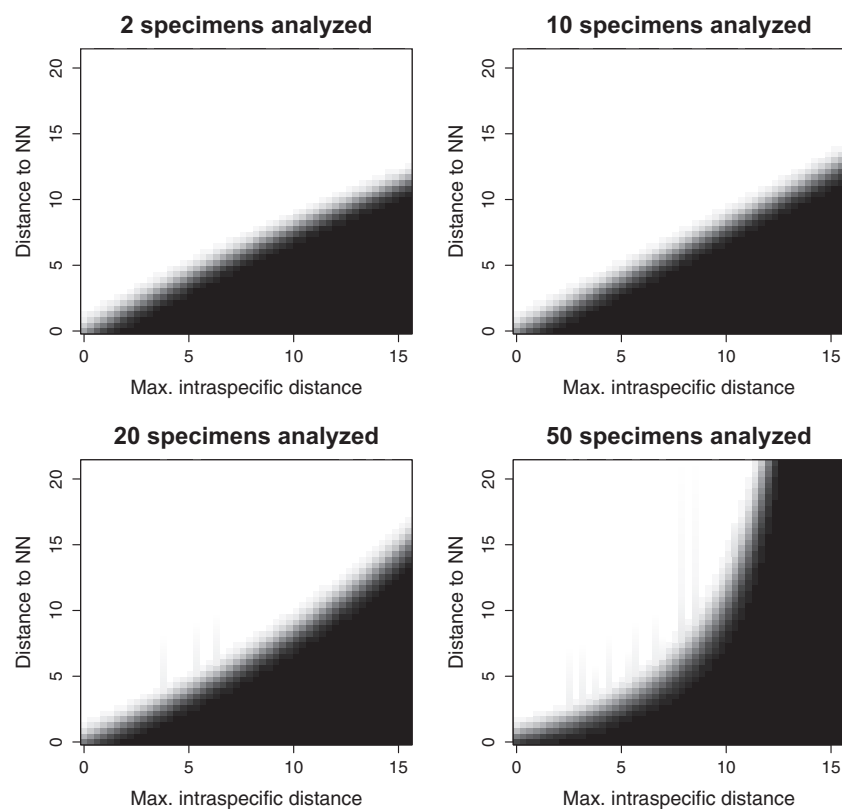 2 specimens analyzed
Distance to NN
0 5 10 15 20
0 5 10 15
Max. intraspecific distance
10 specimens analyzed
Distance to NN
0 5 10 15 20
0 5 10 15
Max. intraspecific distance
20 specimens analyzed
Distance to NN
0 5 10 15 20
0 5 10 15
Max. intraspecific distance
50 specimens analyzed
Distance to NN
0 5 10 15 20
0 5 10 15
Max. intraspecific distance